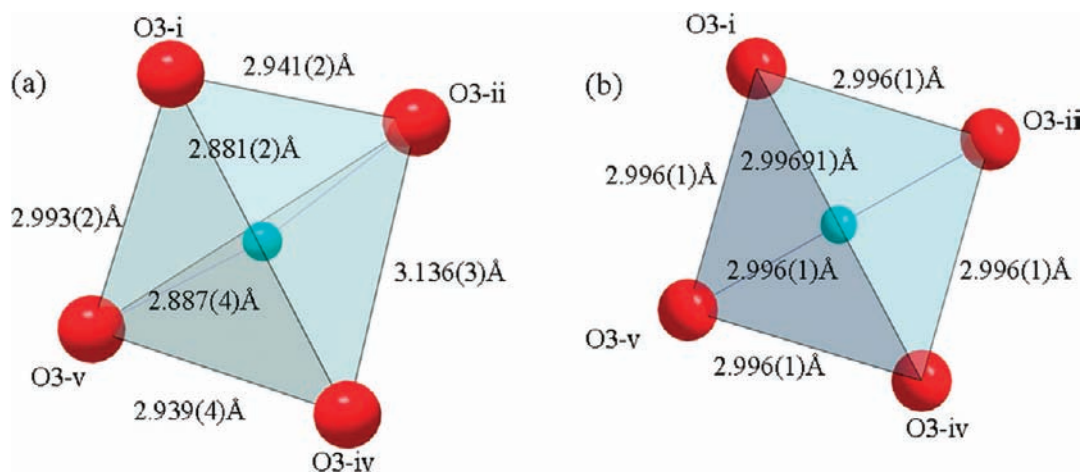 (a)
O3-i
2.941(2)Å
O3-ii
2.881(2)Å
2.993(2)Å
3.136(3)Å
2.887(4)Å
O3-v
2.939(4)Å
O3-iv
(b)
O3-i
2.996(1)Å
O3-ii
2.996(1)Å
2.99691)Å
2.996(1)Å
2.996(1)Å
O3-v
2.996(1)Å
O3-iv